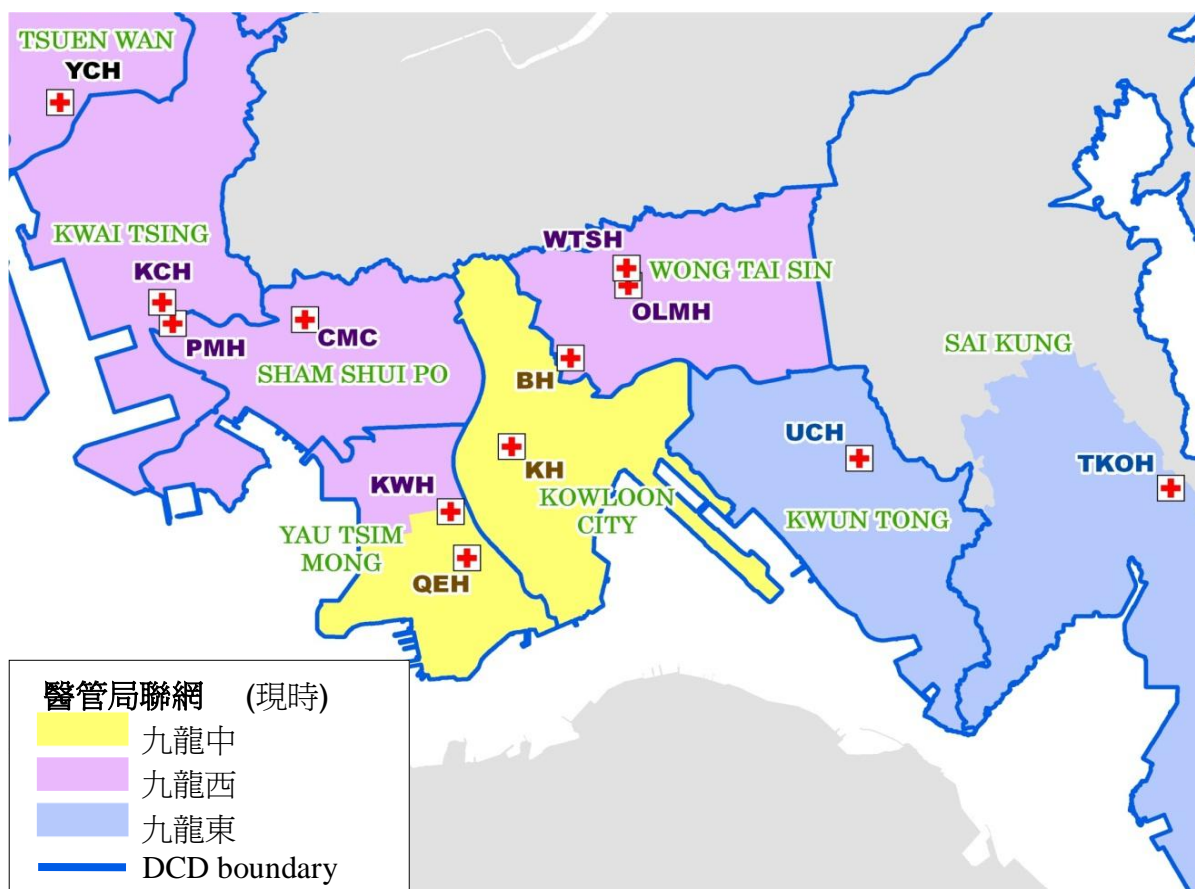 TSUEN WAN
YCH
KWAI TSING
KCH
PMH
CMC
SHAM SHUI PO
WTSH
WONG TAI SIN
OLMH
BH
SAI KUNG
UCH
TKOH
KH
KWH
KOWLOON
CITY
KWUN TONG
YAU TSIM
MONG
QEH
醫管局聯網 (現時)
九龍中
九龍西
九龍東
DCD boundary